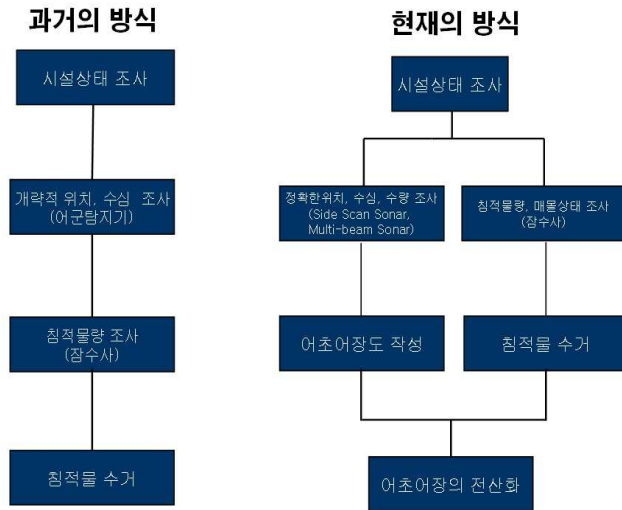 과거의 방식
시설상태 조사
개략적 위치, 수심 조사
(어군탐지기)
침적물량 조사
(잠수사)
침적물 수거
현재의 방식
시설상태 조사
정확한위치, 수심, 수량 조사
(Side Scan Sonar,
Multi-beam Sonar)
침적물량, 매몰상태 조사
(잠수사)
어초어장도 작성
침적물 수거
어초어장의 전산화